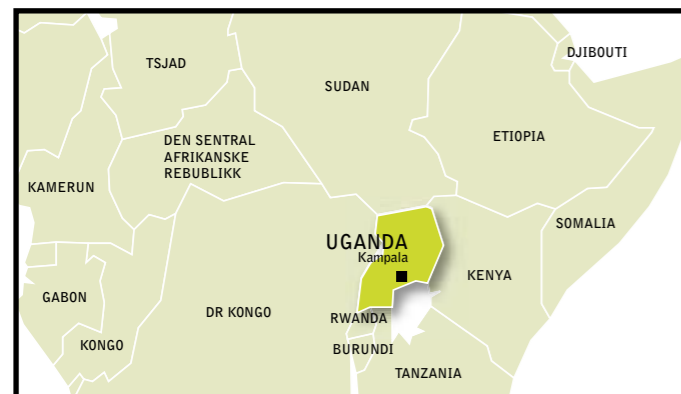 DJIBOUTI
TSJAD
SUDAN
ETIOPIA
DEN SENTRAL
AFRIKANSKE
REBUBLIKK
KAMERUN
SOMALIA
UGANDA
Kampala
KENYA
GABON
DR KONGO
RWANDA
KONGO
BURUNDI
TANZANIA